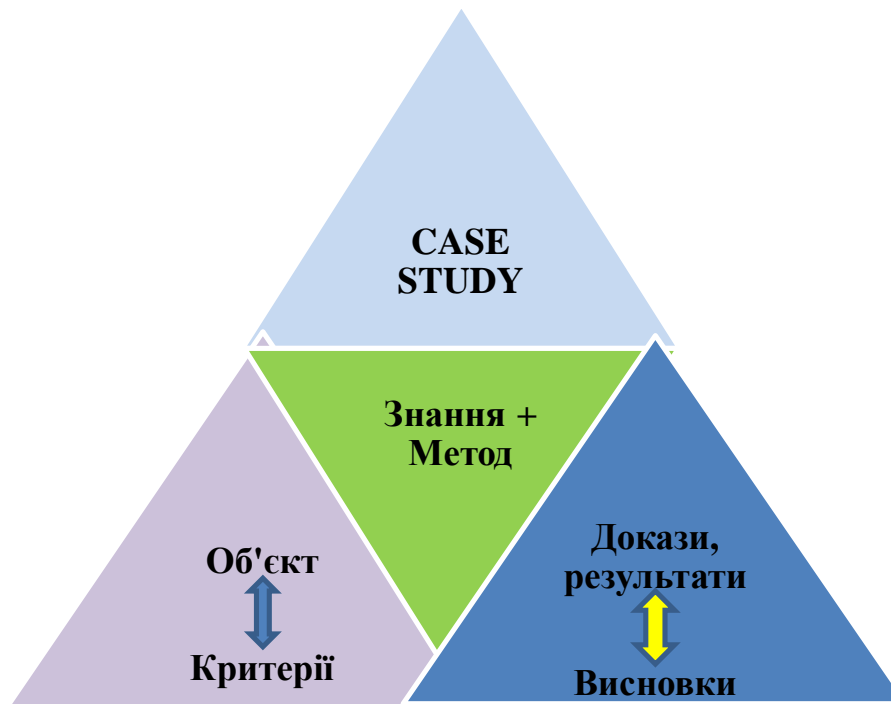 CASE
STUDY
Знання +
Метод
Об'єкт
Критерії
Докази,
результати
Висновки